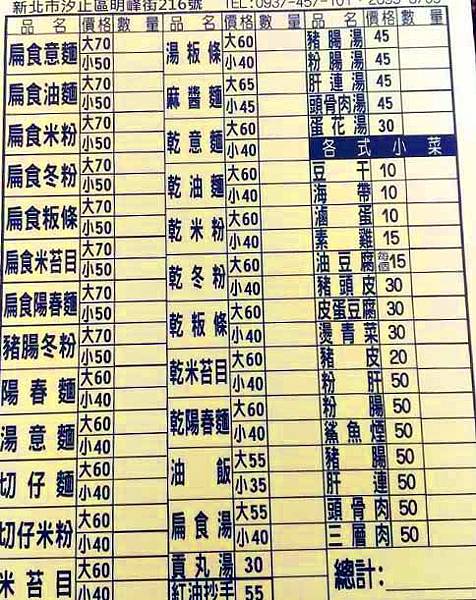 新北市汐止區明峰街216號 TEL:0937-457-101
品名 價格 數量
扁食意麵 大70 小50
扁食油麵 大70 小50
扁食米粉 大70 小50
扁食冬粉 大70 小50
扁食粄條 大70 小50
扁食米苔目 大70 小50
扁食陽春麵 大70 小50
豬腸冬粉 大70 小50
陽春麵 大60 小40
湯意麵 大60 小40
切仔麵 大60 小40
切仔米粉 大60 小40
米苔目 大60 小40
品名 價格 數量
湯粄條 大60 小40
麻醬麵 大65 小45
乾意麵 大60 小40
乾油麵 大60 小40
乾米粉 大60 小40
乾冬粉 大60 小40
乾粄條 大60 小40
乾米苔目 大60 小40
乾陽春麵 大60 小40
油飯 大55 小35
扁食湯 大55 小40
貢丸湯 30
紅油抄手 55
品名 價格 數量
豬腸湯 45
粉腸湯 45
肝連湯 45
頭骨肉湯 45
蛋花湯 30
各式小菜
豆干 10
海帶 10
滷蛋 10
素雞 15
油豆腐 每個15
豬頭皮 30
皮蛋豆腐 30
燙青菜 30
豬皮 20
粉肝 50
粉腸 50
鯊魚煙 50
豬腸 50
肝連 50
頭骨肉 50
三層肉 50
總計: